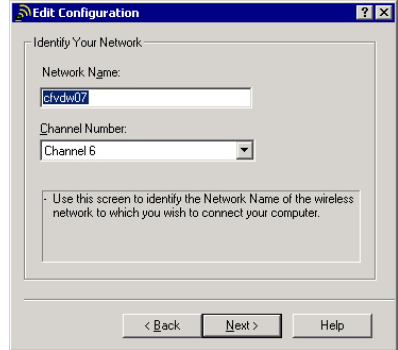 Edit Configuration
Identify Your Network
Network Name:
cfvdw07
Channel Number:
Channel 6
- Use this screen to identify the Network Name of the wireless
network to which you wish to connect your computer.
< Back
Next >
Help